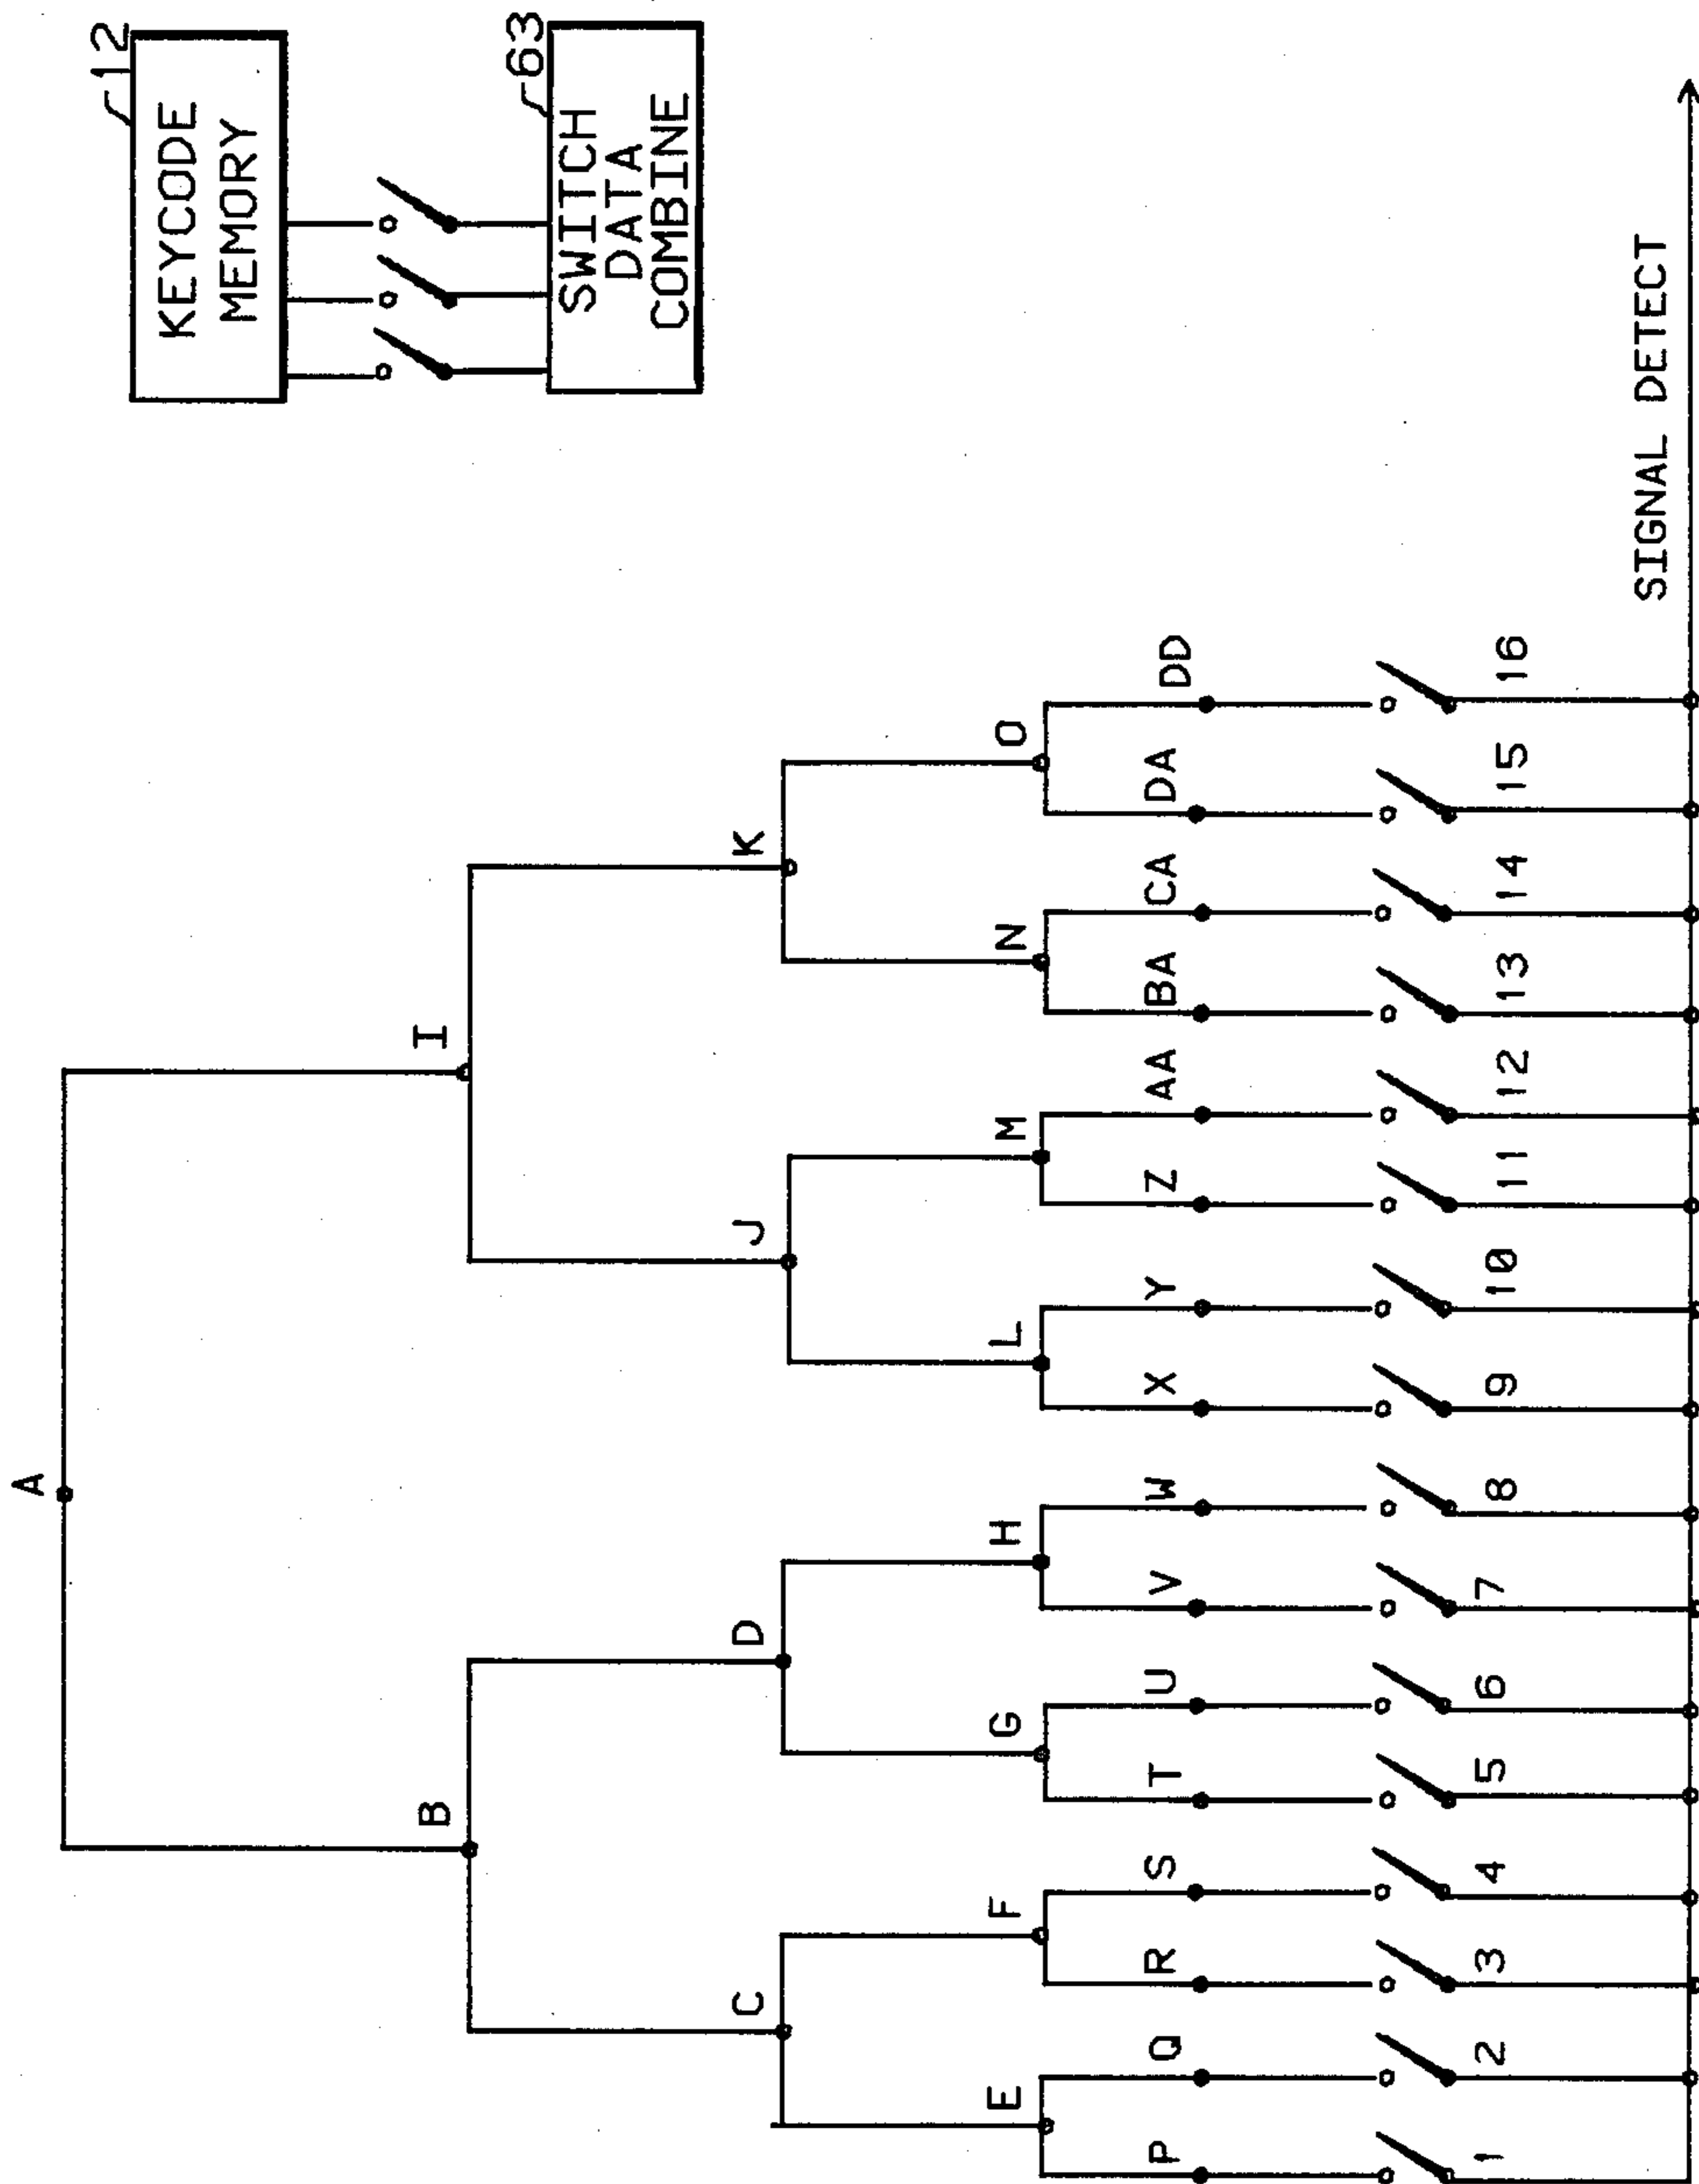 12
KEYCODE
MEMORY
63
SWITCH
DATA
COMBINE
A
B
I
C
D
J
K
E
F
G
H
L
M
N
O
P
Q
R
S
T
U
V
W
X
Y
Z
AA
BA
CA
DA
DD
1
2
3
4
5
6
7
8
9
10
11
12
13
14
15
16
SIGNAL DETECT